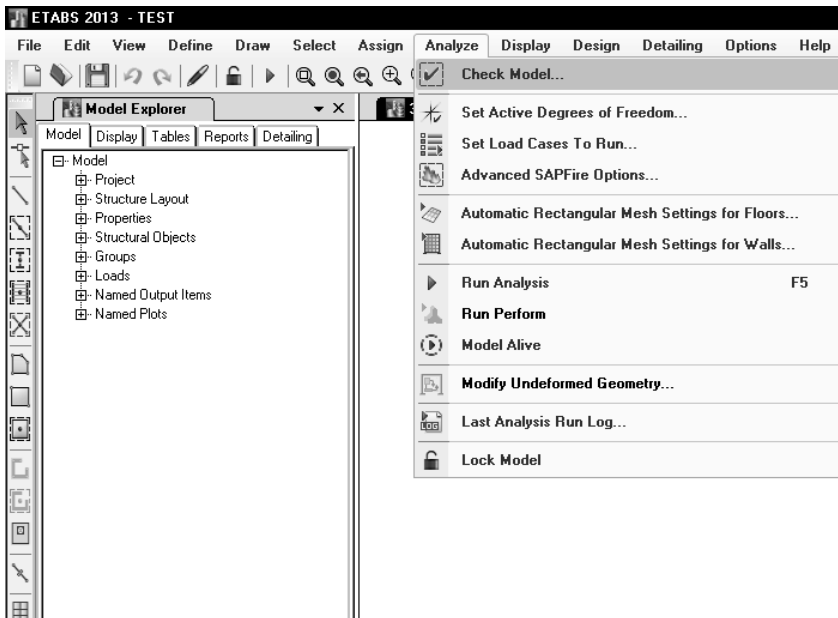 ETABS 2013 - TEST
File Edit View Define Draw Select Assign Analyze Display Design Detailing Options Help
Model Explorer
Model Display Tables Reports Detailing
Model
Project
Structure Layout
Properties
Structural Objects
Groups
Loads
Named Output Items
Named Plots
Check Model...
Set Active Degrees of Freedom...
Set Load Cases To Run...
Advanced SAPFire Options...
Automatic Rectangular Mesh Settings for Floors...
Automatic Rectangular Mesh Settings for Walls...
Run Analysis F5
Run Perform
Model Alive
Modify Undeformed Geometry...
Last Analysis Run Log...
LOG
Lock Model